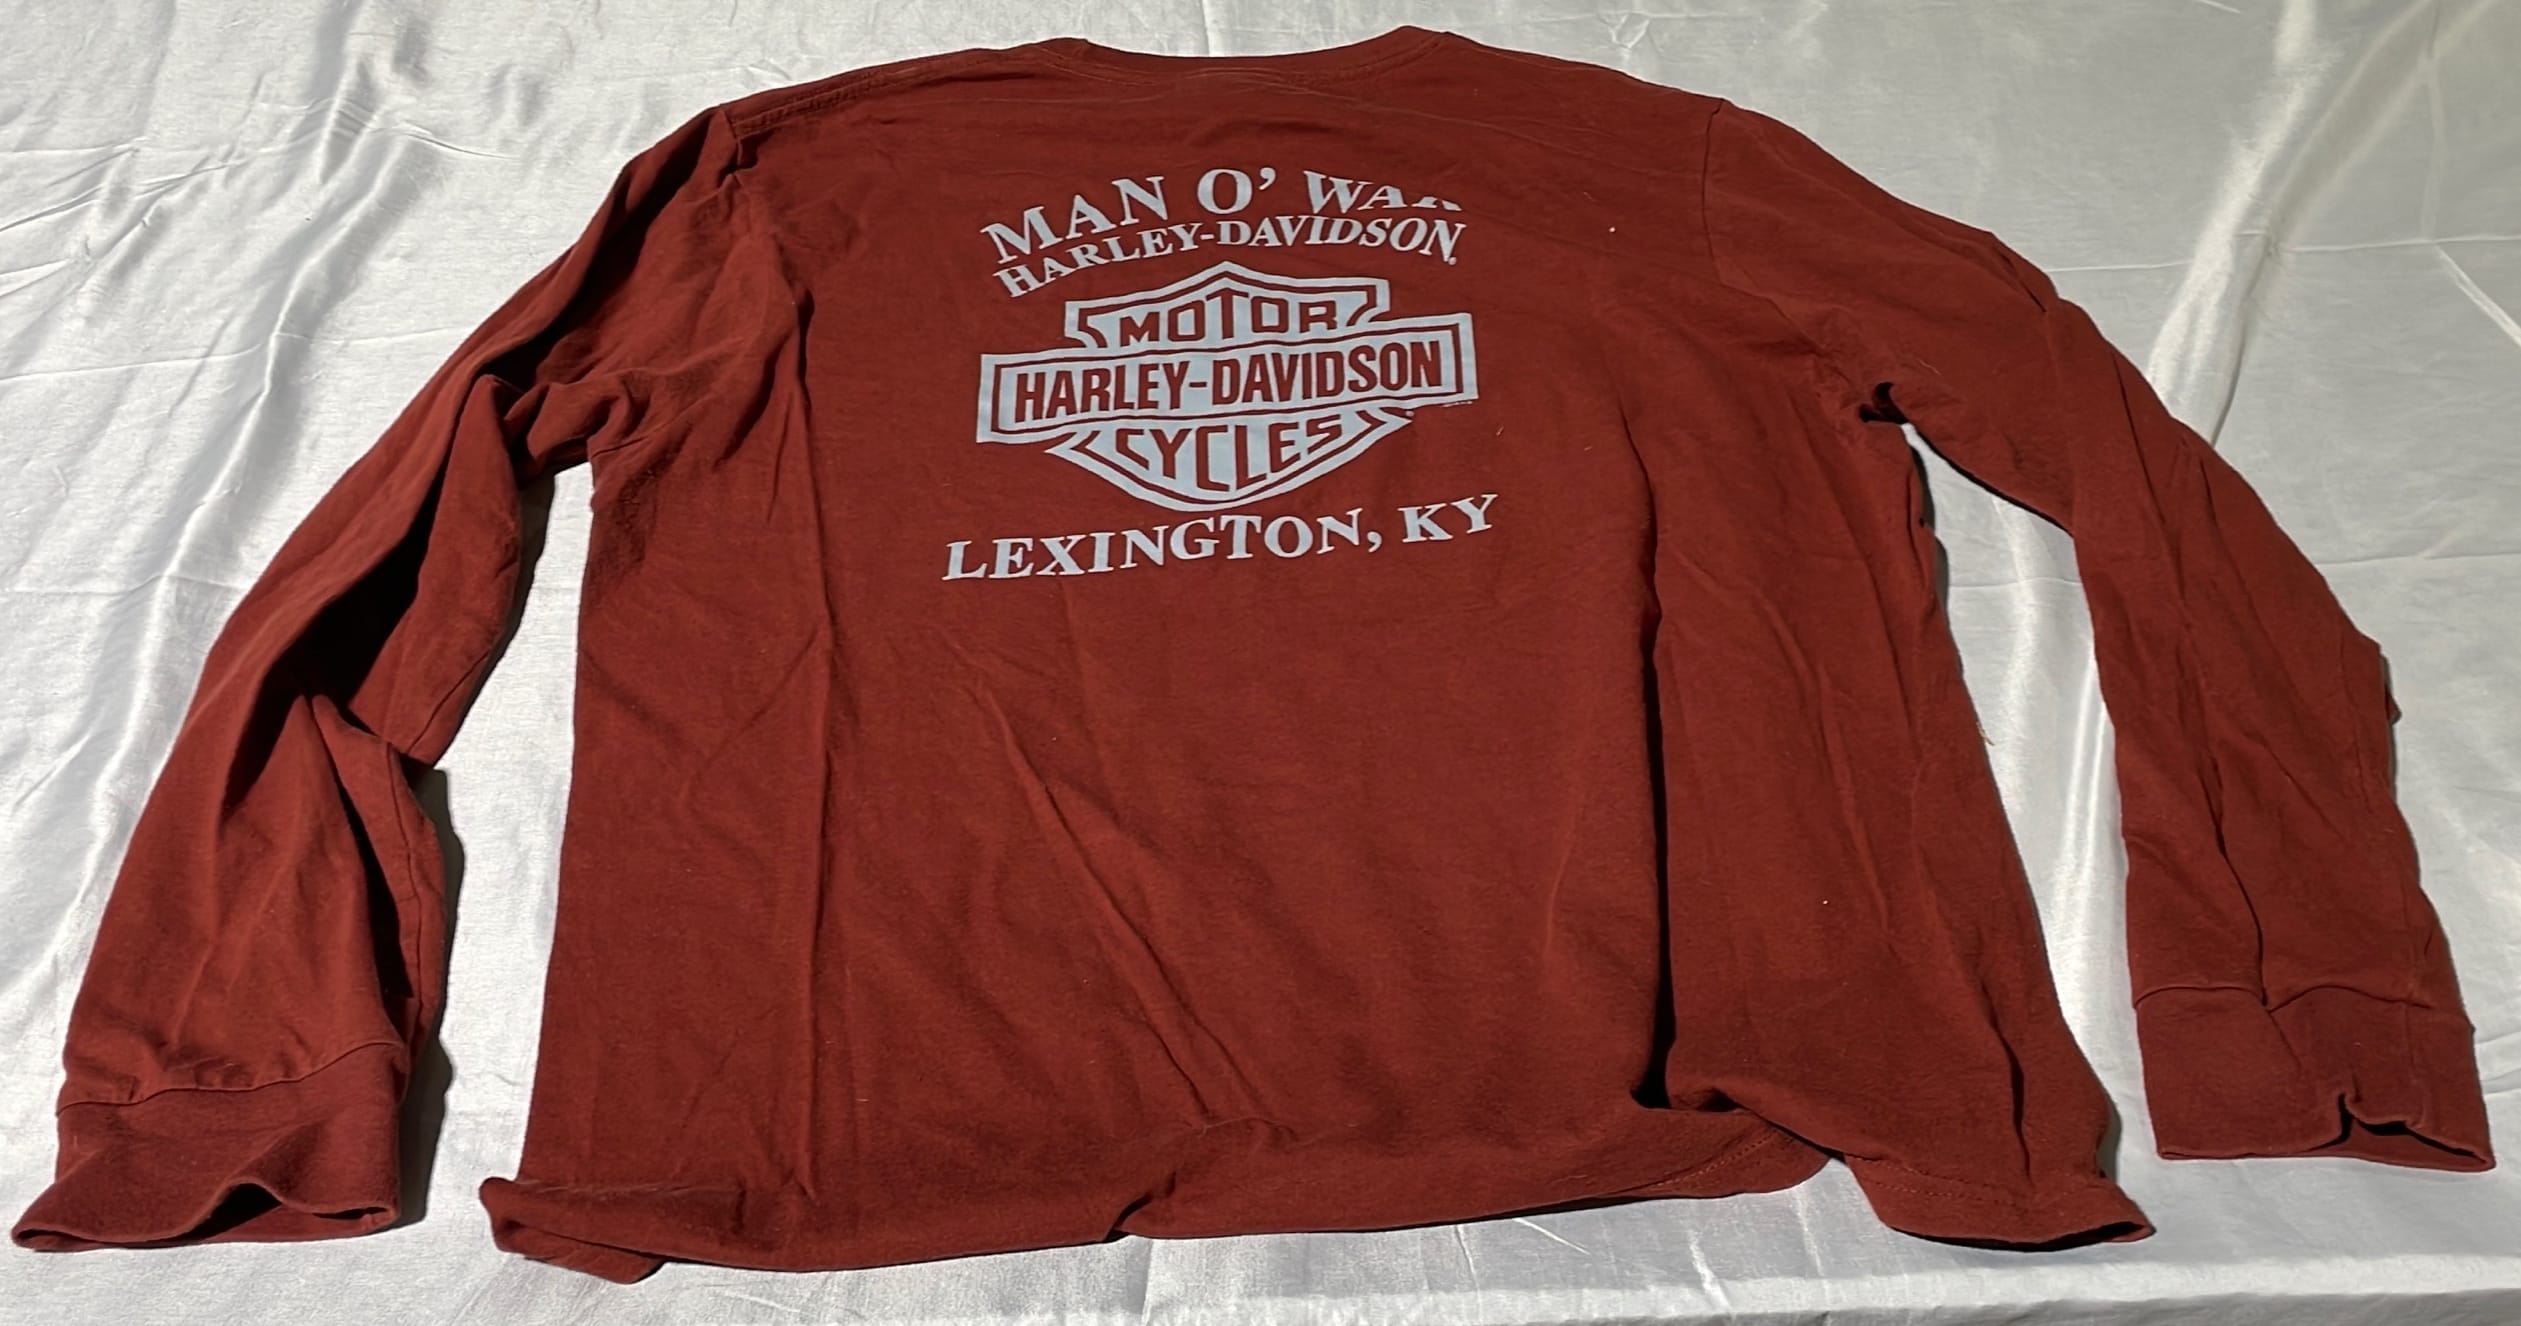 MAN O' WAR
HARLEY-DAVIDSON
MOTOR
HARLEY-DAVIDSON
CYCLES
LEXINGTON, KY